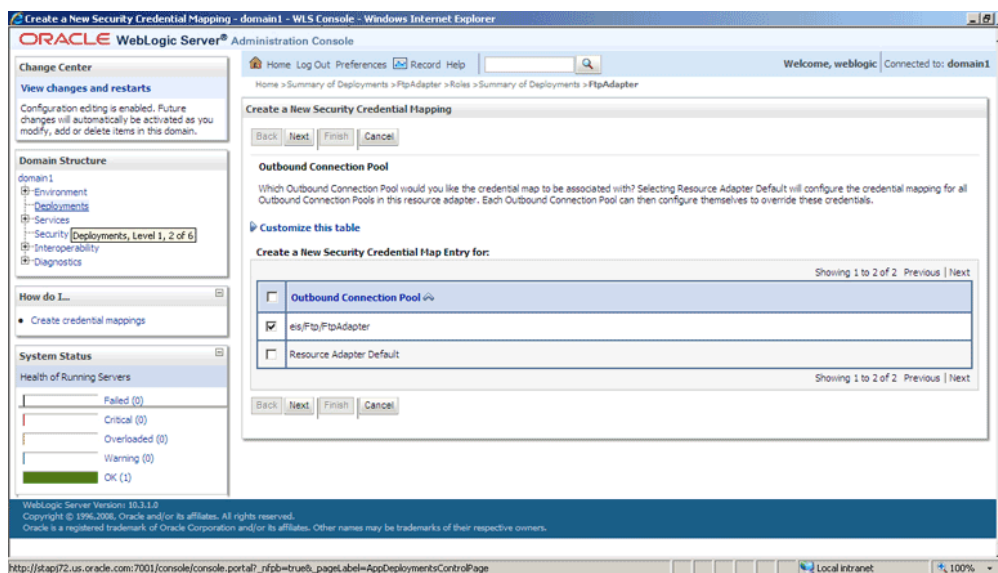 Create a New Security Credential Mapping - domain1 - WLS Console - Windows Internet Explorer
ORACLE WebLogic Server® Administration Console
Change Center
View changes and restarts
Configuration editing is enabled. Future
changes will automatically be activated as you
modify, add or delete items in this domain.
Domain Structure
domain1
Environment
Deployments
Services
Security
Deployments, Level 1, 2 of 6
Interoperability
Diagnostics
How do I...
Create credential mappings
System Status
Health of Running Servers
Failed (0)
Critical (0)
Overloaded (0)
Warning (0)
OK (1)
Home Log Out Preferences Record Help
Welcome, weblogic Connected to: domain1
Home >Summary of Deployments >FtpAdapter >Roles >Summary of Deployments >FtpAdapter
Create a New Security Credential Mapping
Back Next Finish Cancel
Outbound Connection Pool
Which Outbound Connection Pool would you like the credential map to be associated with? Selecting Resource Adapter Default will configure the credential mapping for all
Outbound Connection Pools in this resource adapter. Each Outbound Connection Pool can then configure themselves to override these credentials.
Customize this table
Create a New Security Credential Map Entry for:
Showing 1 to 2 of 2 Previous | Next
Outbound Connection Pool
eis/Ftp/FtpAdapter
Resource Adapter Default
Showing 1 to 2 of 2 Previous | Next
Back Next Finish Cancel
WebLogic Server Version: 10.3.1.0
Copyright © 1996,2008, Oracle and/or its affiliates. All rights reserved.
Oracle is a registered trademark of Oracle Corporation and/or its affiliates. Other names may be trademarks of their respective owners.
http://stapj72.us.oracle.com:7001/console/console.portal?_nfpb=true&_pageLabel=AppDeploymentsControlPage
Local intranet
100%